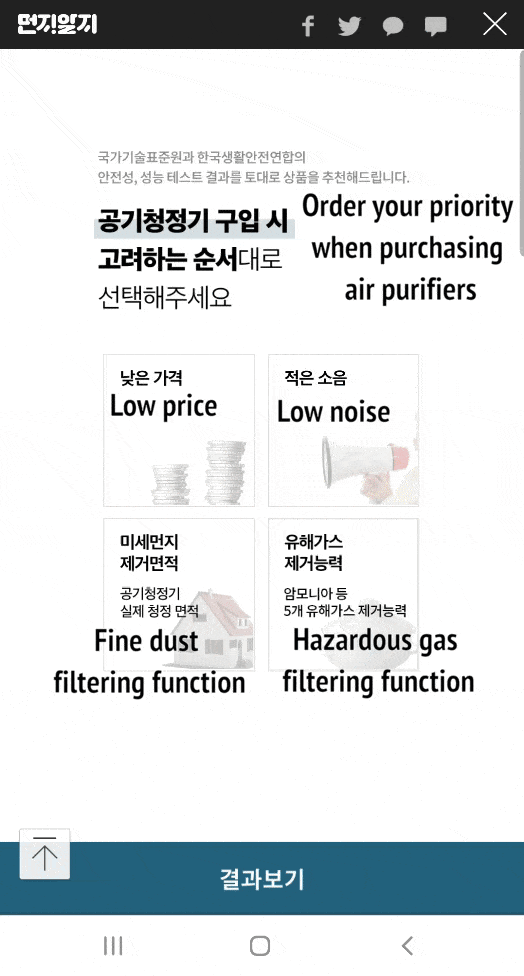 먼지알지
국가기술표준원과 한국생활안전연합의
안전성, 성능 테스트 결과를 토대로 상품을 추천해드립니다.
공기청정기 구입 시
고려하는 순서대로
선택해주세요
Order your priority
when purchasing
air purifiers
낮은 가격
Low price
적은 소음
Low noise
미세먼지
제거면적
공기청정기
실제 청정 면적
Fine dust
filtering function
유해가스
제거능력
암모니아 등
5개 유해가스 제거능력
Hazardous gas
filtering function
결과보기